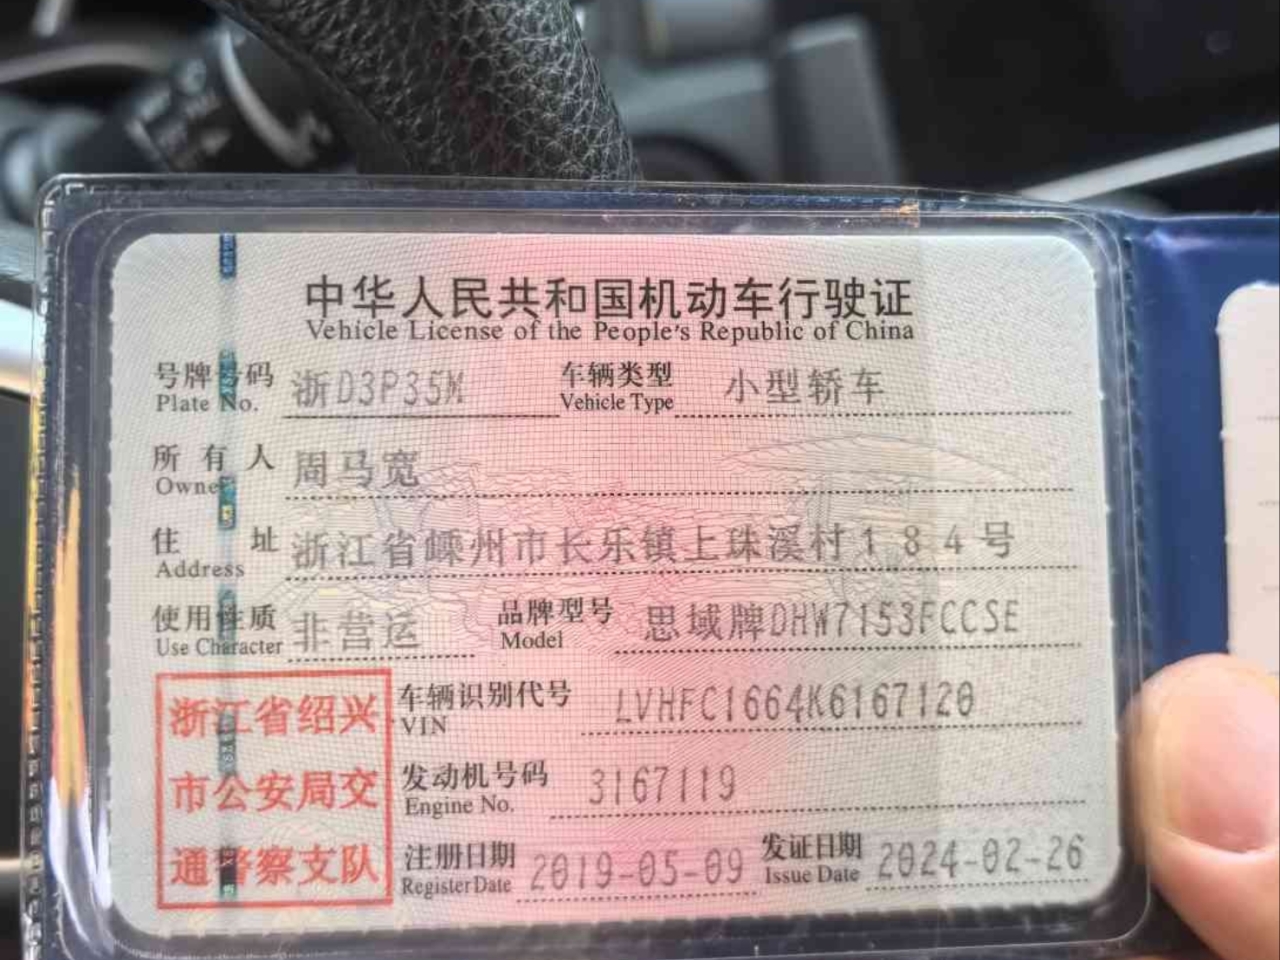 中华人民共和国机动车行驶证
Vehicle License of the People's Republic of China
号牌号码 浙D3P35M 车辆类型 小型轿车
Plate No. Vehicle Type
所有人 周马宽
Owner
住址 浙江省嵊州市长乐镇上珠溪村184号
Address
使用性质 非营运 品牌型号 思域牌DHW7153FCCSE
Use Character Model
浙江省绍兴
市公安局交
通警察支队
车辆识别代号 LVHFC1664K6167120
VIN
发动机号码 3167119
Engine No.
注册日期 2019-05-09 发证日期 2024-02-26
Register Date Issue Date